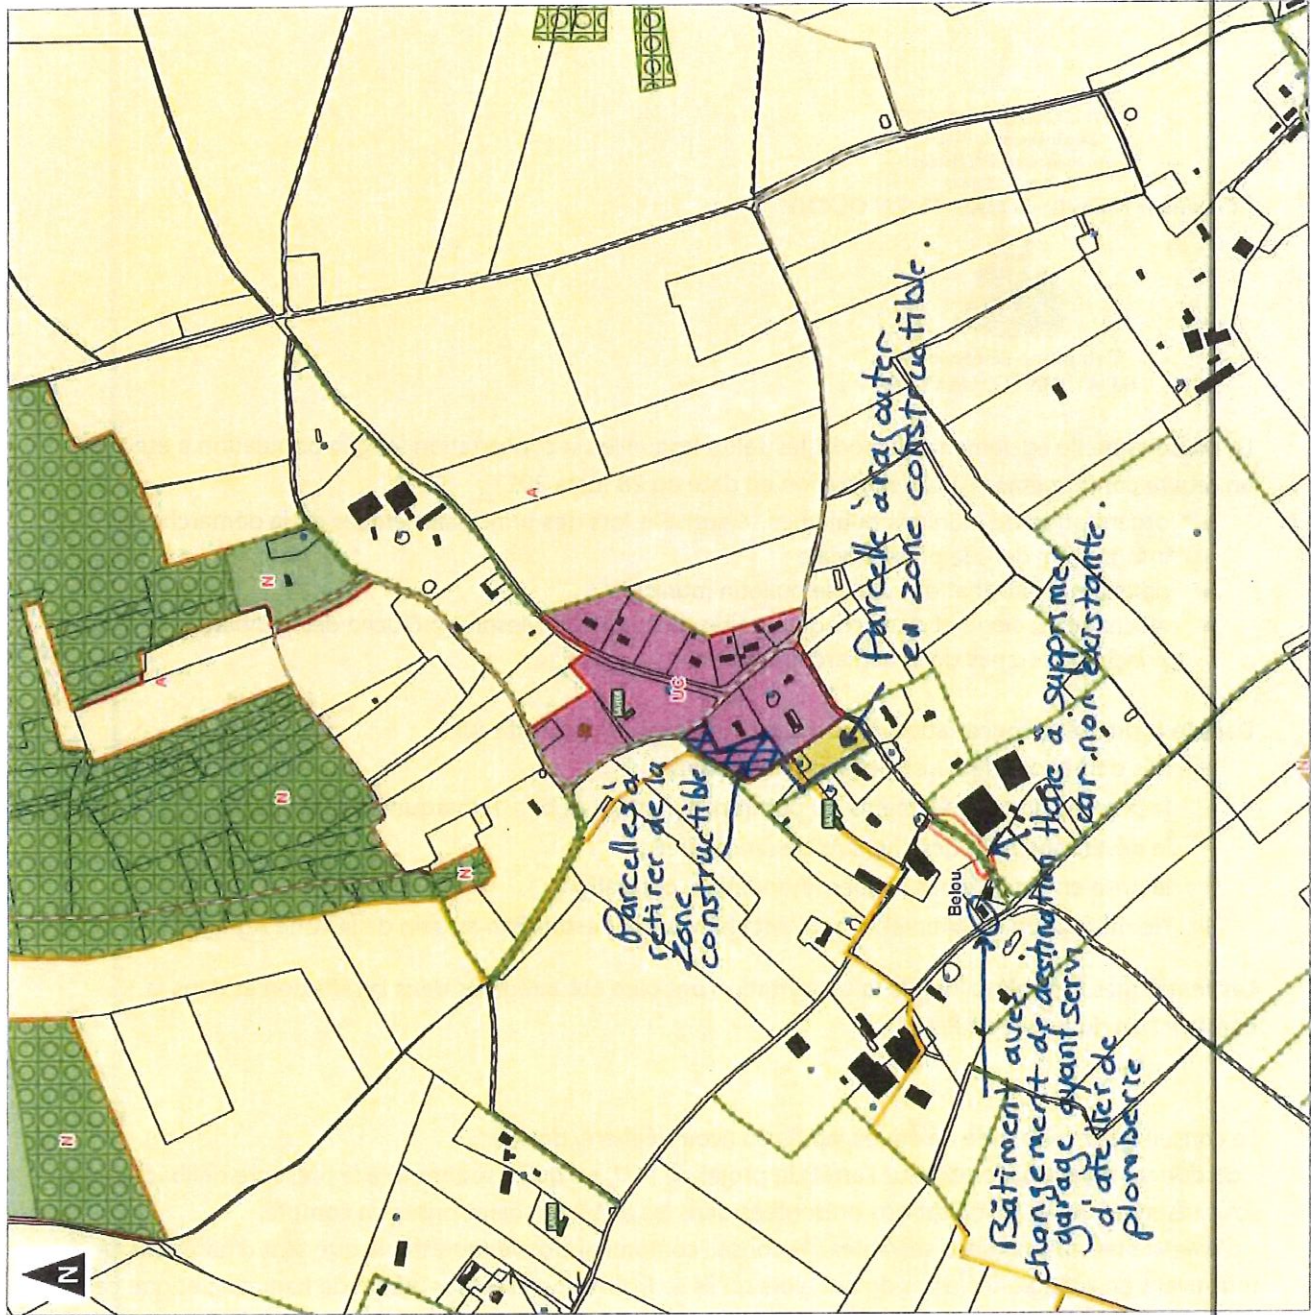 N
N
N
N
N
A
A
UC
N
Parcelles à
retirer de la
zone
constructible
Parcelle à rajouter
en zone constructible.
Belou
Haie à supprimer
car non existante.
Bâtiment avec
changement de destination
garage ayant servi
d'atelier de
plomberie